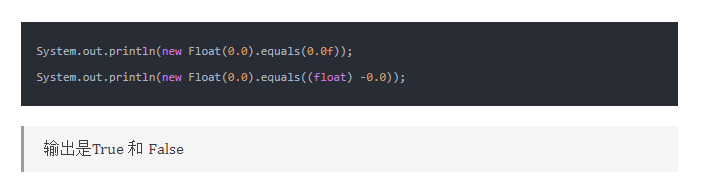 System.out.println(new Float(0.0).equals(0.0f));
System.out.println(new Float(0.0).equals((float) -0.0));
输出是True 和 False